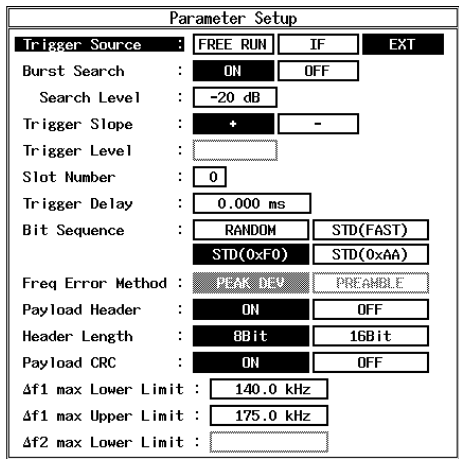 Parameter Setup
Trigger Source : FREE RUN IF EXT
Burst Search : ON OFF
Search Level : -20 dB
Trigger Slope : + -
Trigger Level :
Slot Number : 0
Trigger Delay : 0.000 ms
Bit Sequence : RANDOM STD(FAST)
STD(0xF0) STD(0xAA)
Freq Error Method : PEAK DEV PREAMBLE
Payload Header : ON OFF
Header Length : 8Bit 16Bit
Payload CRC : ON OFF
Δf1 max Lower Limit : 140.0 kHz
Δf1 max Upper Limit : 175.0 kHz
Δf2 max Lower Limit :